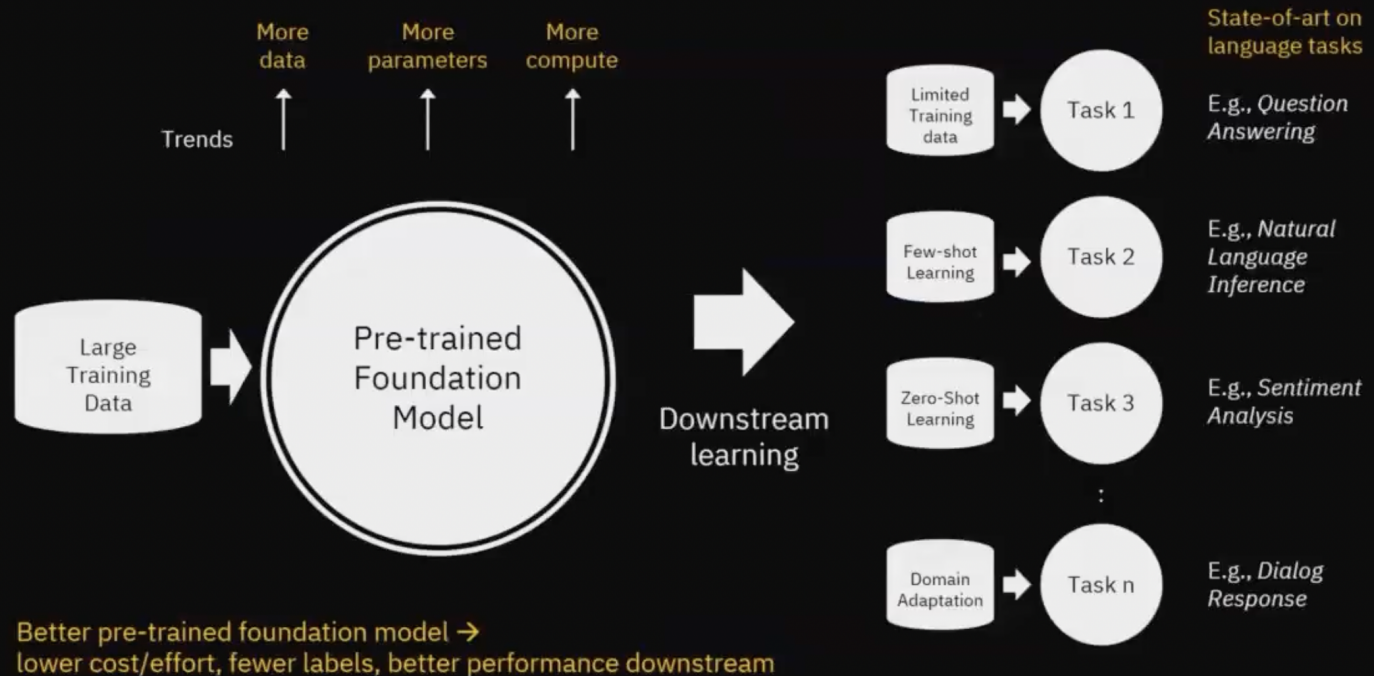 More
data
More
parameters
More
compute
Trends
Large
Training
Data
Pre-trained
Foundation
Model
Downstream
learning
State-of-art on
language tasks
Limited
Training
data
Task 1
E.g., Question
Answering
Few-shot
Learning
Task 2
E.g., Natural
Language
Inference
Zero-Shot
Learning
Task 3
E.g., Sentiment
Analysis
:
Domain
Adaptation
Task n
E.g., Dialog
Response
Better pre-trained foundation model →
lower cost/effort, fewer labels, better performance downstream